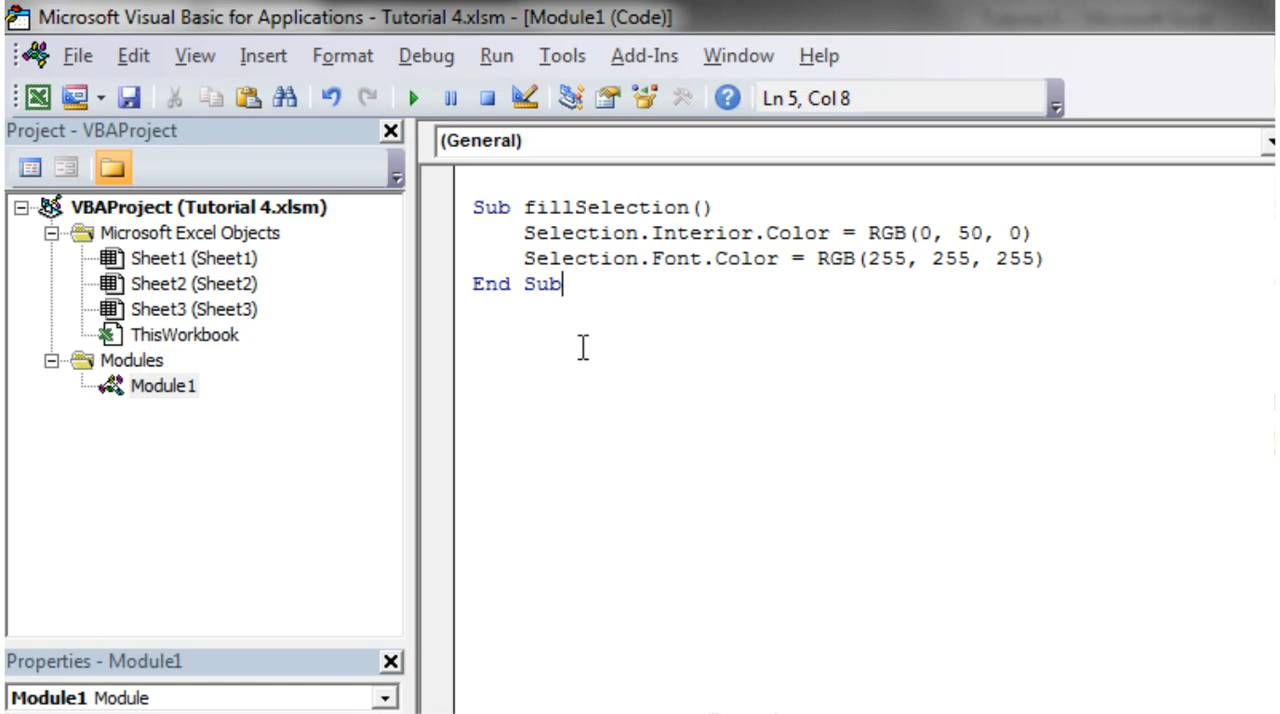 Microsoft Visual Basic for Applications - Tutorial 4.xlsm - [Module1 (Code)]
File Edit View Insert Format Debug Run Tools Add-Ins Window Help
Ln 5, Col 8
Project - VBAProject
(General)
VBAProject (Tutorial 4.xlsm)
Microsoft Excel Objects
Sheet1 (Sheet1)
Sheet2 (Sheet2)
Sheet3 (Sheet3)
ThisWorkbook
Modules
Module1
Sub fillSelection()
Selection.Interior.Color = RGB(0, 50, 0)
Selection.Font.Color = RGB(255, 255, 255)
End Sub
Properties - Module1
Module1 Module